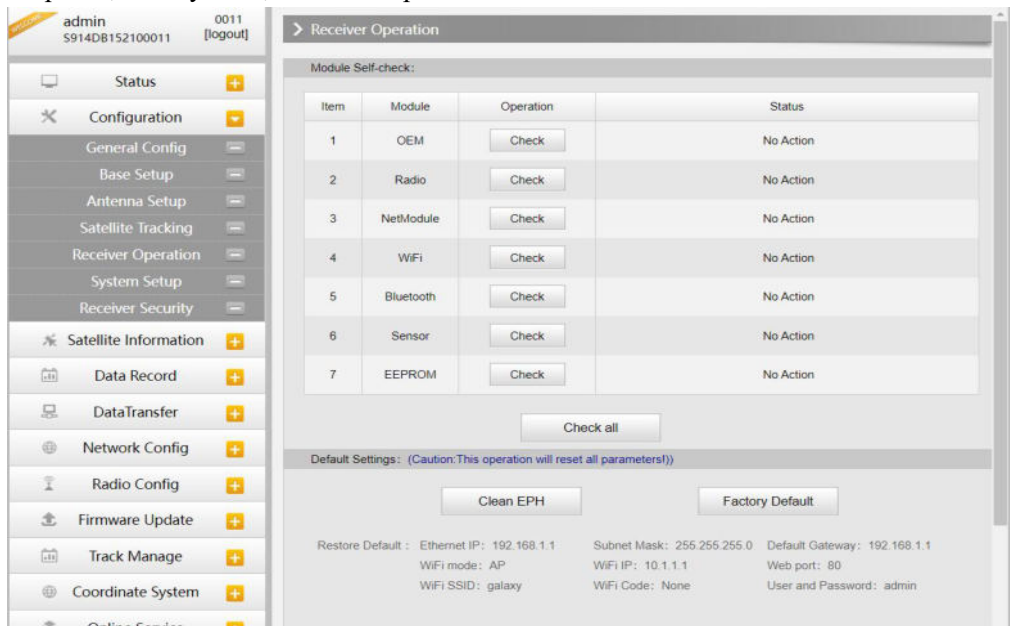 WELCOME
admin
0011
S914DB152100011
[logout]
Status
Configuration
General Config
Base Setup
Antenna Setup
Satellite Tracking
Receiver Operation
System Setup
Receiver Security
Satellite Information
Data Record
DataTransfer
Network Config
Radio Config
Firmware Update
Track Manage
Coordinate System
Online Service
Receiver Operation
Module Self-check:
Item Module Operation Status
1 OEM Check No Action
2 Radio Check No Action
3 NetModule Check No Action
4 WiFi Check No Action
5 Bluetooth Check No Action
6 Sensor Check No Action
7 EEPROM Check No Action
Check all
Default Settings: (Caution:This operation will reset all parameters!))
Clean EPH Factory Default
Restore Default : Ethernet IP: 192.168.1.1 Subnet Mask: 255.255.255.0 Default Gateway: 192.168.1.1
WiFi mode: AP WiFi IP: 10.1.1.1 Web port: 80
WiFi SSID: galaxy WiFi Code: None User and Password: admin